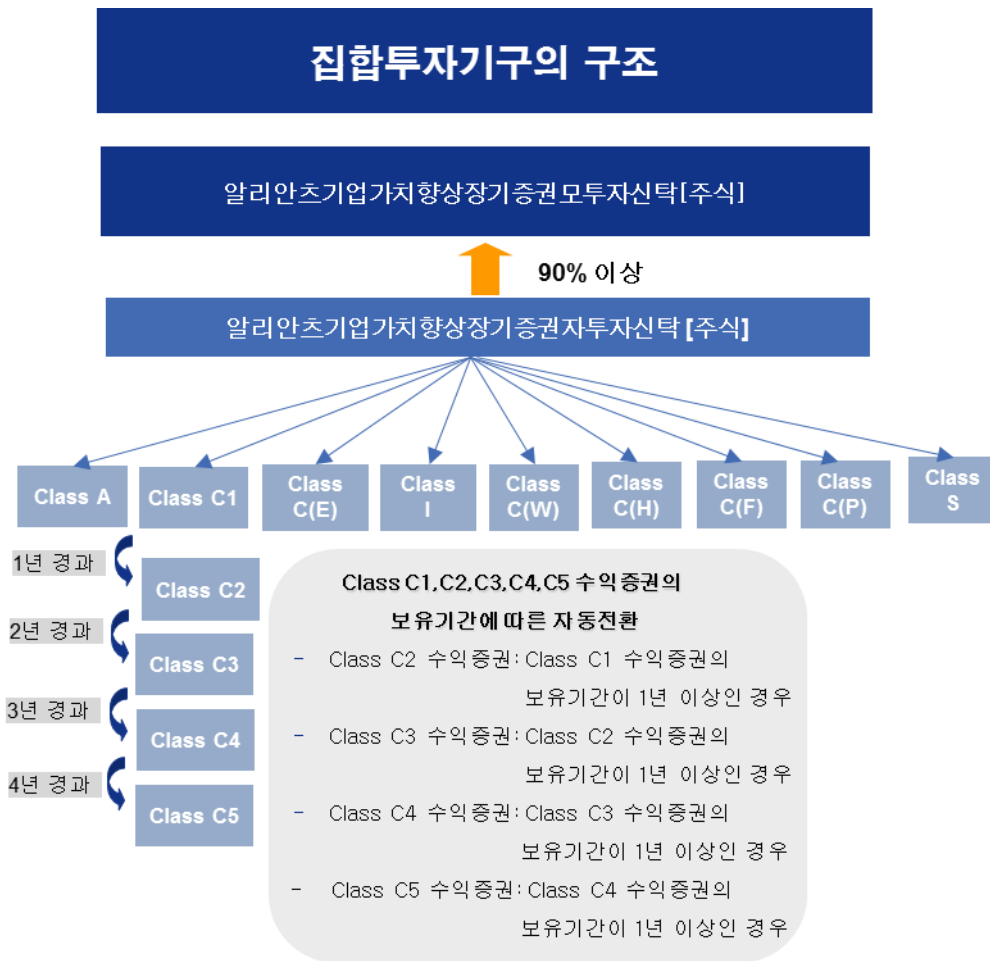 집합투자기구의 구조
알리안츠기업가치향상장기증권모투자신탁[주식]
90% 이상
알리안츠기업가치향상장기증권자투자신탁[주식]
Class A
Class C1
Class
C(E)
Class
I
Class
C(W)
Class
C(H)
Class
C(F)
Class
C(P)
Class
S
1년 경과
Class C2
2년 경과
Class C3
3년 경과
Class C4
4년 경과
Class C5
Class C1,C2,C3,C4,C5 수익증권의
보유기간에 따른 자동전환
- Class C2 수익증권: Class C1 수익증권의
보유기간이 1년 이상인 경우
- Class C3 수익증권: Class C2 수익증권의
보유기간이 1년 이상인 경우
- Class C4 수익증권: Class C3 수익증권의
보유기간이 1년 이상인 경우
- Class C5 수익증권: Class C4 수익증권의
보유기간이 1년 이상인 경우